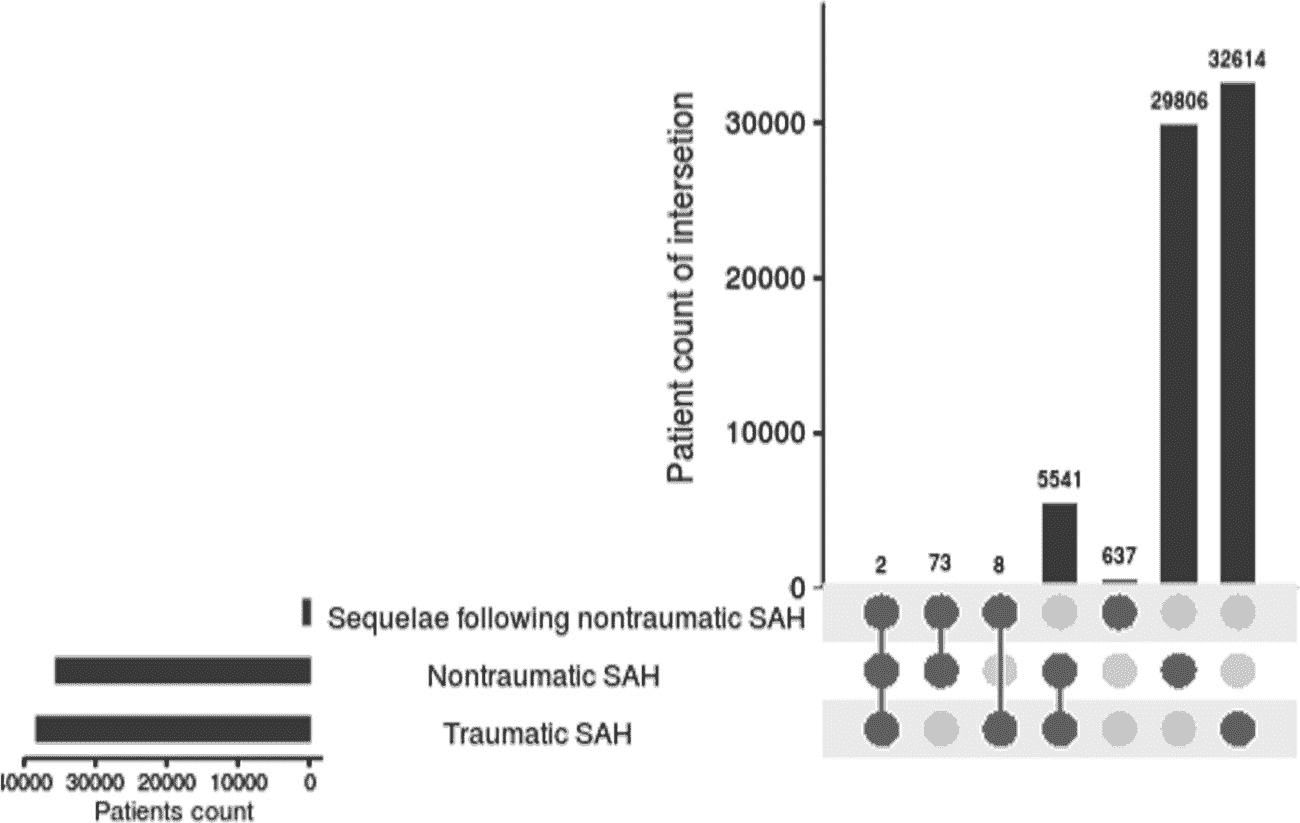 32614
29806
30000
20000
10000
5541
637
2
73
8
0
Patient count of intersetion
Sequelae following nontraumatic SAH
Nontraumatic SAH
Traumatic SAH
40000 30000 20000 10000 0
Patients count